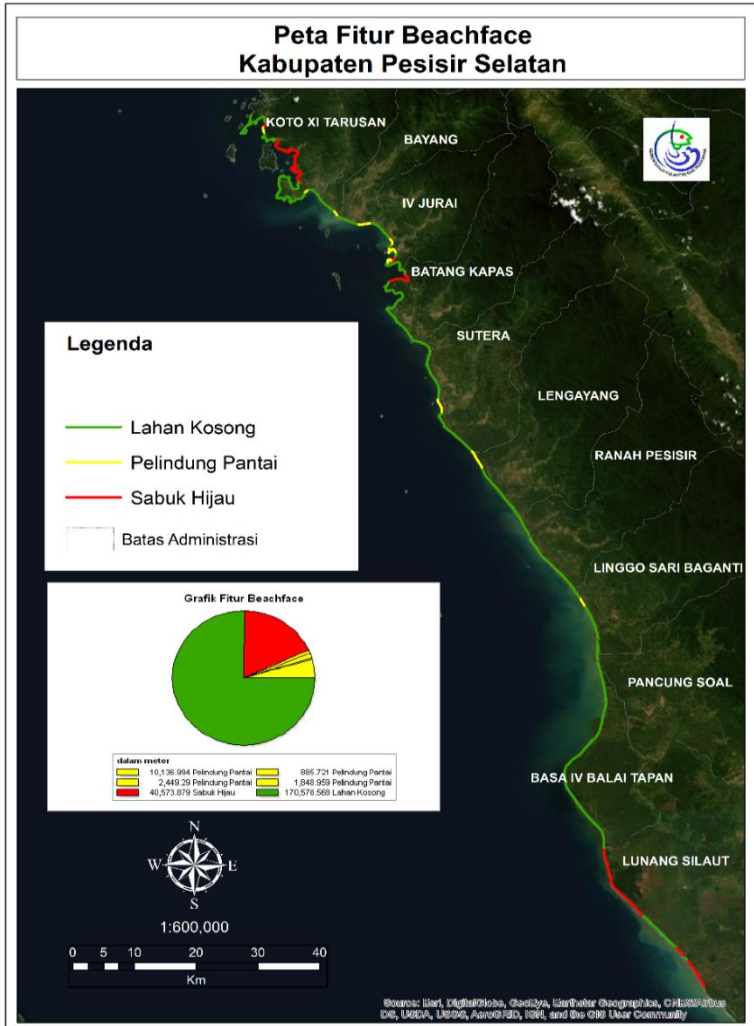 Peta Fitur Beachface
Kabupaten Pesisir Selatan
KOTO XI TARUSAN
BAYANG
IV JURAI
BATANG KAPAS
SUTERA
LENGAYANG
RANAH PESISIR
LINGGO SARI BAGANTI
PANCUNG SOAL
BASA IV BALAI TAPAN
LUNANG SILAUT
Legenda
Lahan Kosong
Pelindung Pantai
Sabuk Hijau
Batas Administrasi
Grafik Fitur Beachface
dalam meter
10,136.994 Pelindung Pantai 885.721 Pelindung Pantai
2,449.29 Pelindung Pantai 1,848.959 Pelindung Pantai
40,573.879 Sabuk Hijau 170,578.568 Lahan Kosong
N
W E
S
1:600,000
0 5 10 20 30 40
Km
Source: Esri, DigitalGlobe, GeoEye, Earthstar Geographics, CNES/Airbus
DS, USDA, USGS, AeroGRID, IGN, and the GIS User Community